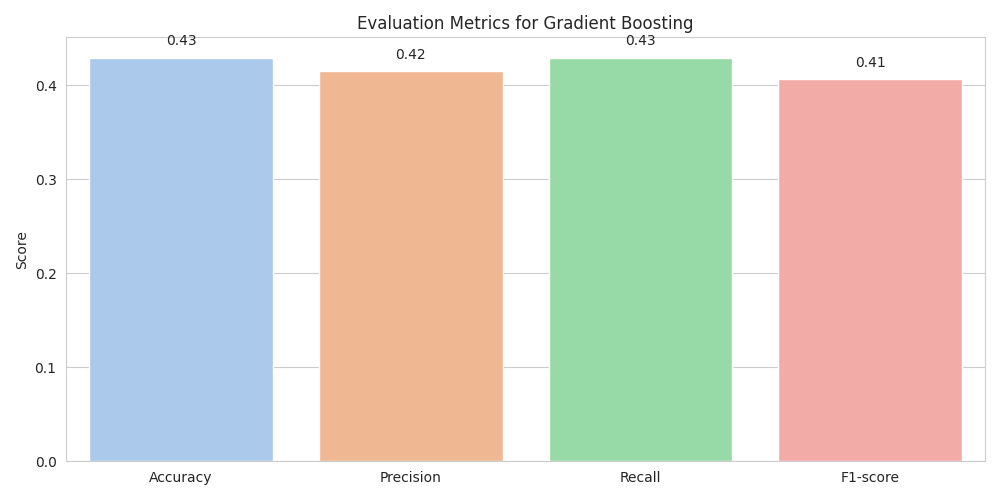 Evaluation Metrics for Gradient Boosting
0.43
0.42
0.43
0.41
Score
0.4
0.3
0.2
0.1
0.0
Accuracy
Precision
Recall
F1-score